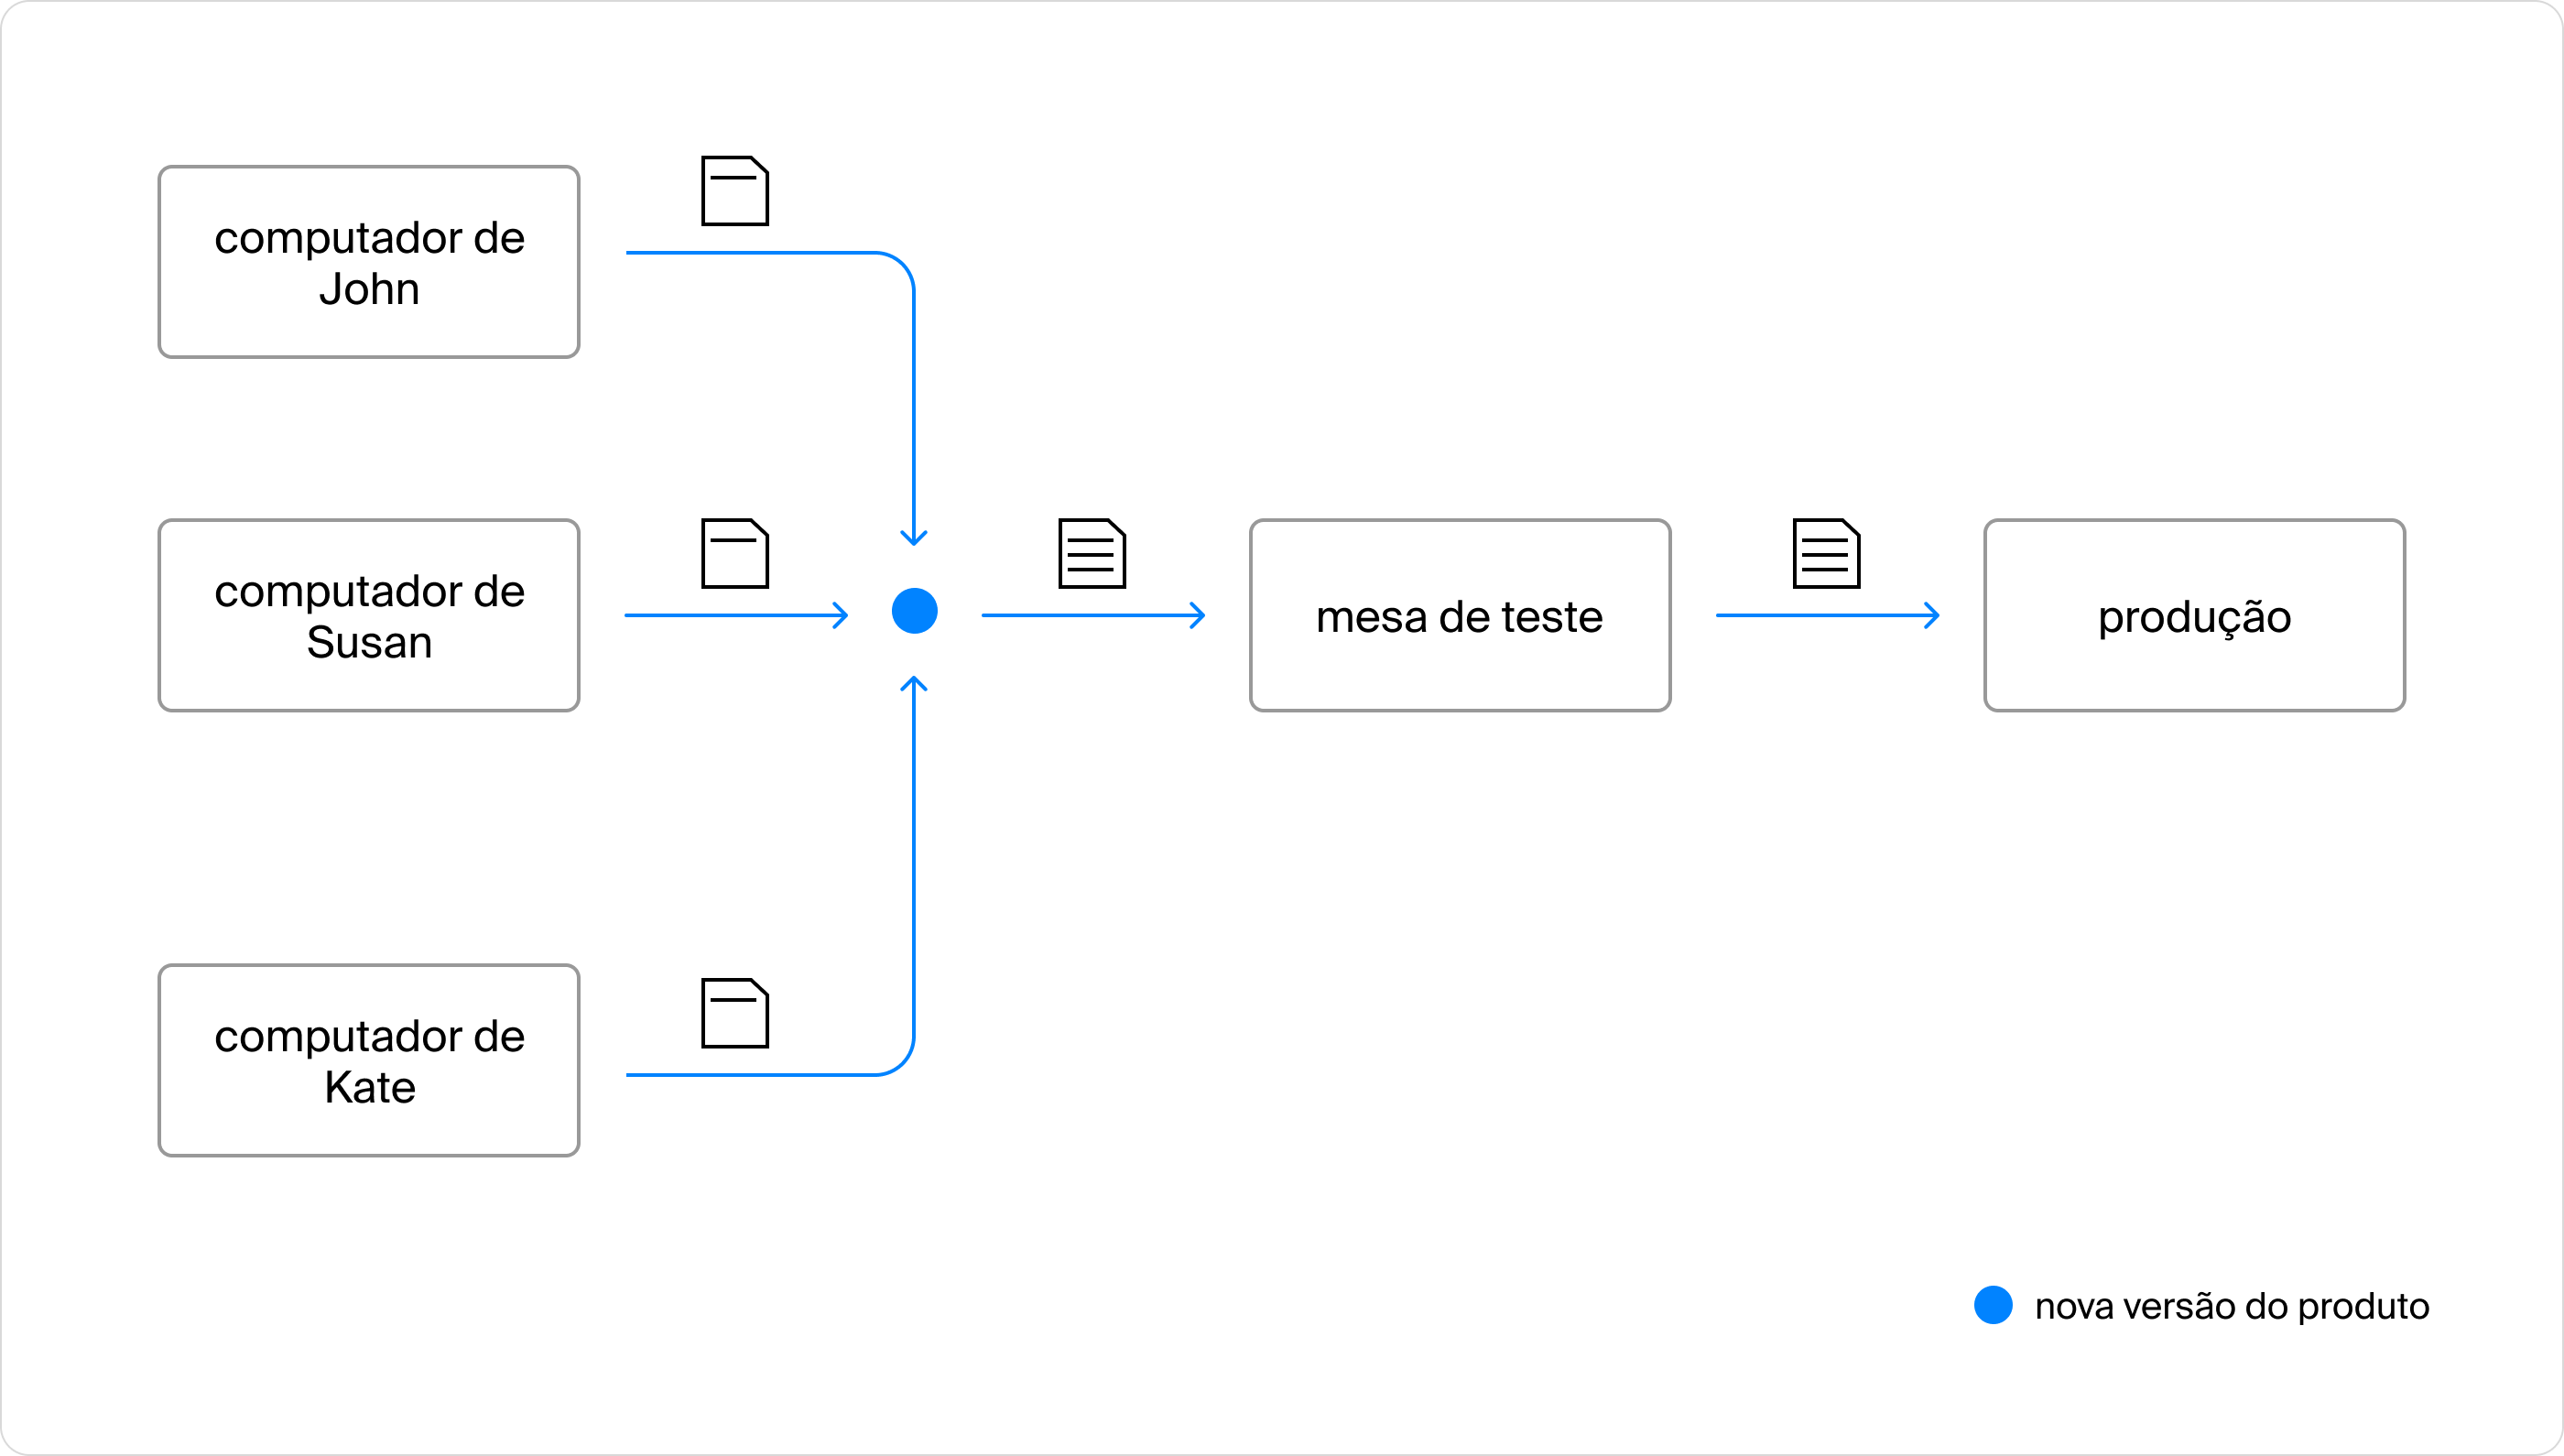 computador de
John
computador de
Susan
mesa de teste
produção
computador de
Kate
nova versão do produto